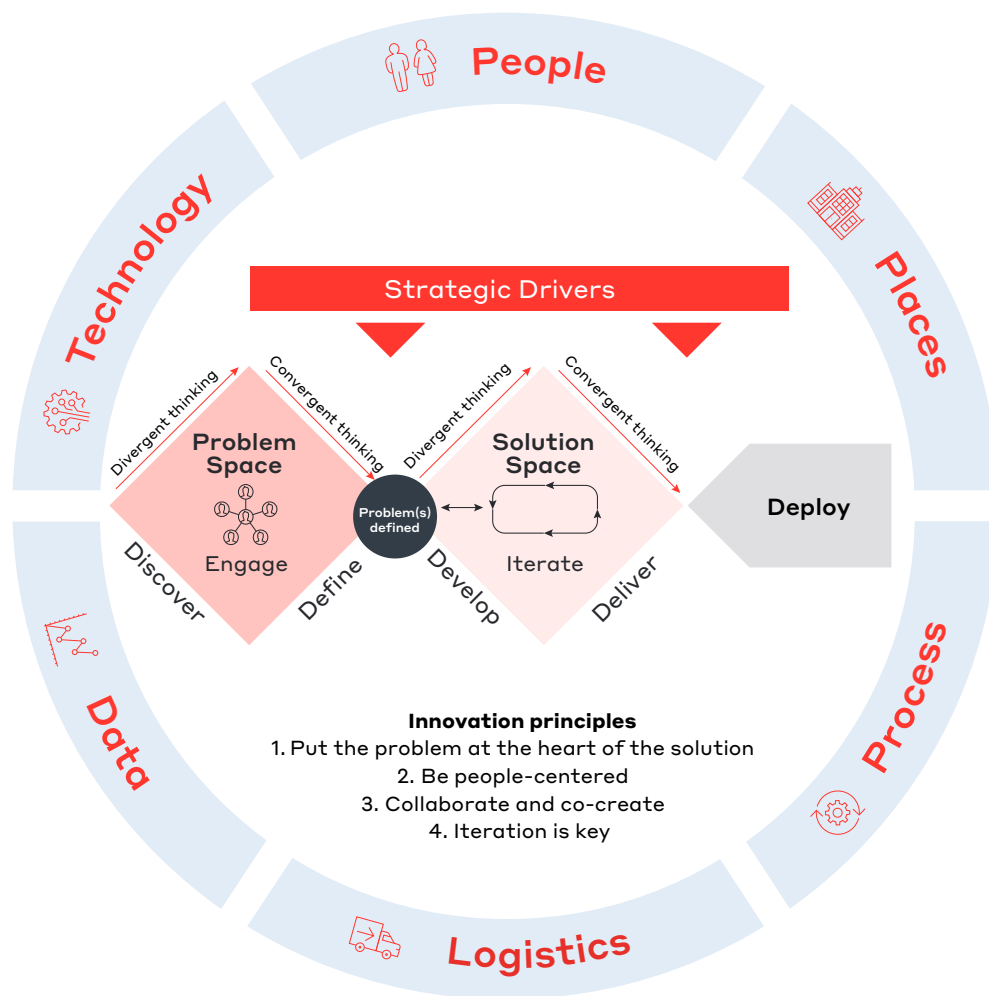 People
Technology
Places
Strategic Drivers
Divergent thinking
Convergent thinking
Divergent thinking
Convergent thinking
Problem
Space
Engage
Discover
Define
Problem(s)
defined
Solution
Space
Iterate
Develop
Deliver
Deploy
Data
Process
Innovation principles
1. Put the problem at the heart of the solution
2. Be people-centered
3. Collaborate and co-create
4. Iteration is key
Logistics